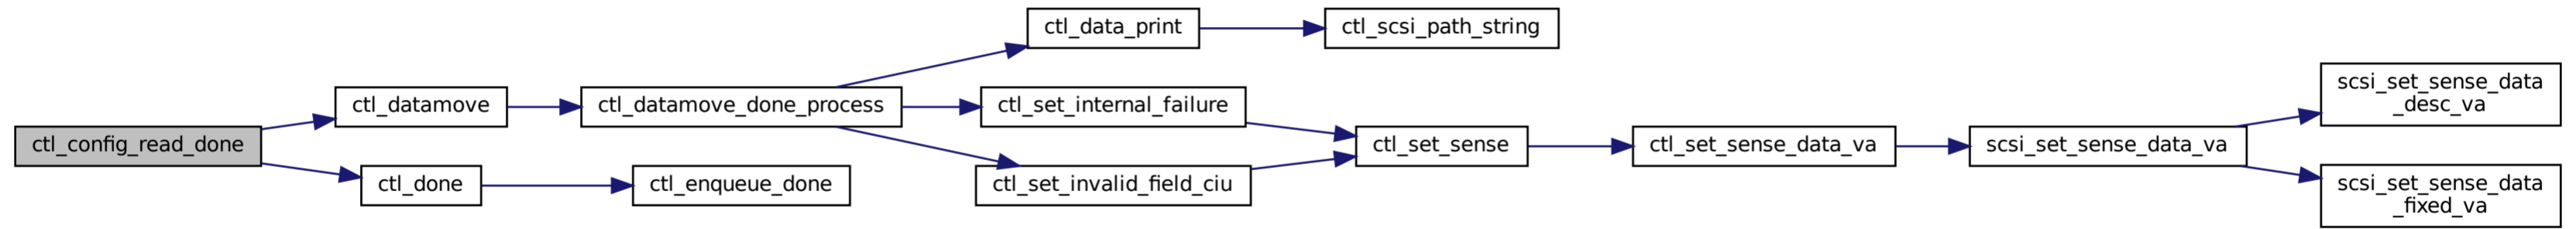 ctl_config_read_done
ctl_datamove
ctl_done
ctl_datamove_done_process
ctl_enqueue_done
ctl_data_print
ctl_set_internal_failure
ctl_set_invalid_field_ciu
ctl_scsi_path_string
ctl_set_sense
ctl_set_sense_data_va
scsi_set_sense_data_va
scsi_set_sense_data
_desc_va
scsi_set_sense_data
_fixed_va